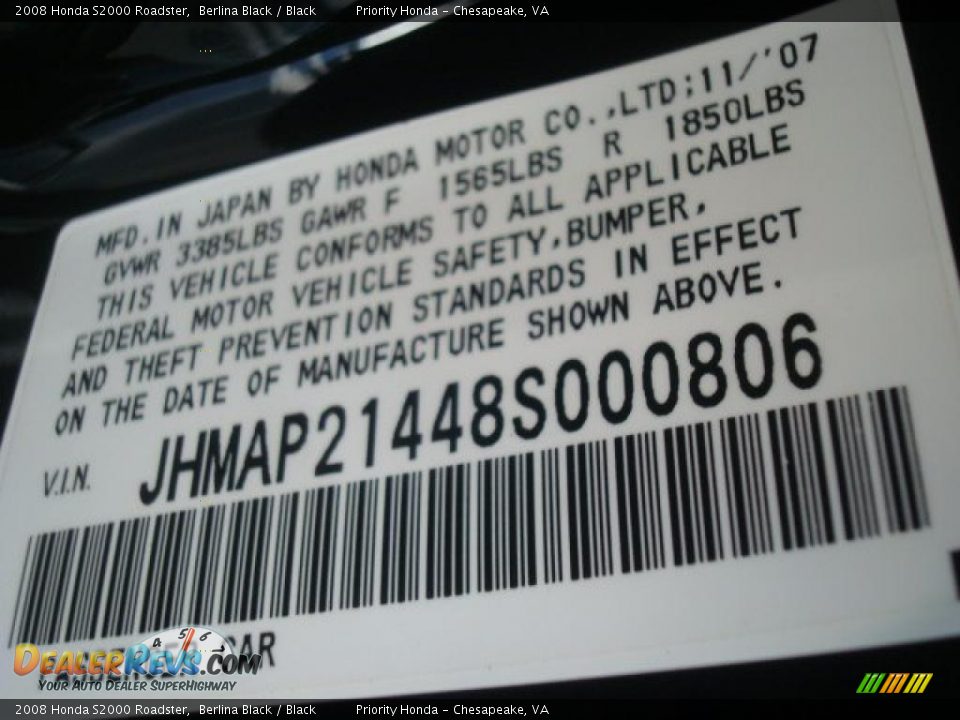 2008 Honda S2000 Roadster, Berlina Black / Black Priority Honda - Chesapeake, VA
MFD. IN JAPAN BY HONDA MOTOR CO.,LTD; 11/'07
GVWR 3385LBS GAWR F 1565LBS R 1850LBS
THIS VEHICLE CONFORMS TO ALL APPLICABLE
FEDERAL MOTOR VEHICLE SAFETY, BUMPER,
AND THEFT PREVENTION STANDARDS IN EFFECT
ON THE DATE OF MANUFACTURE SHOWN ABOVE.
V.I.N. JHMAP21448S000806
CAR
4 5 6
DEALERREVS.COM
YOUR AUTO DEALER SUPERHIGHWAY
2008 Honda S2000 Roadster, Berlina Black / Black Priority Honda - Chesapeake, VA